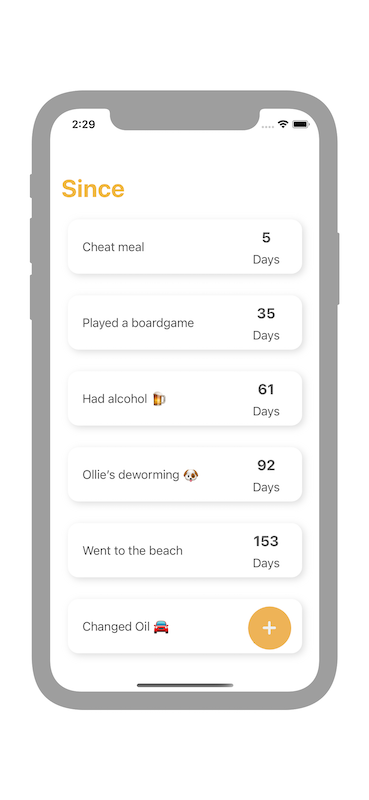 2:29
Since
Cheat meal
5
Days
Played a boardgame
35
Days
Had alcohol 🍺
61
Days
Ollie's deworming 🐶
92
Days
Went to the beach
153
Days
Changed Oil 🚘
+